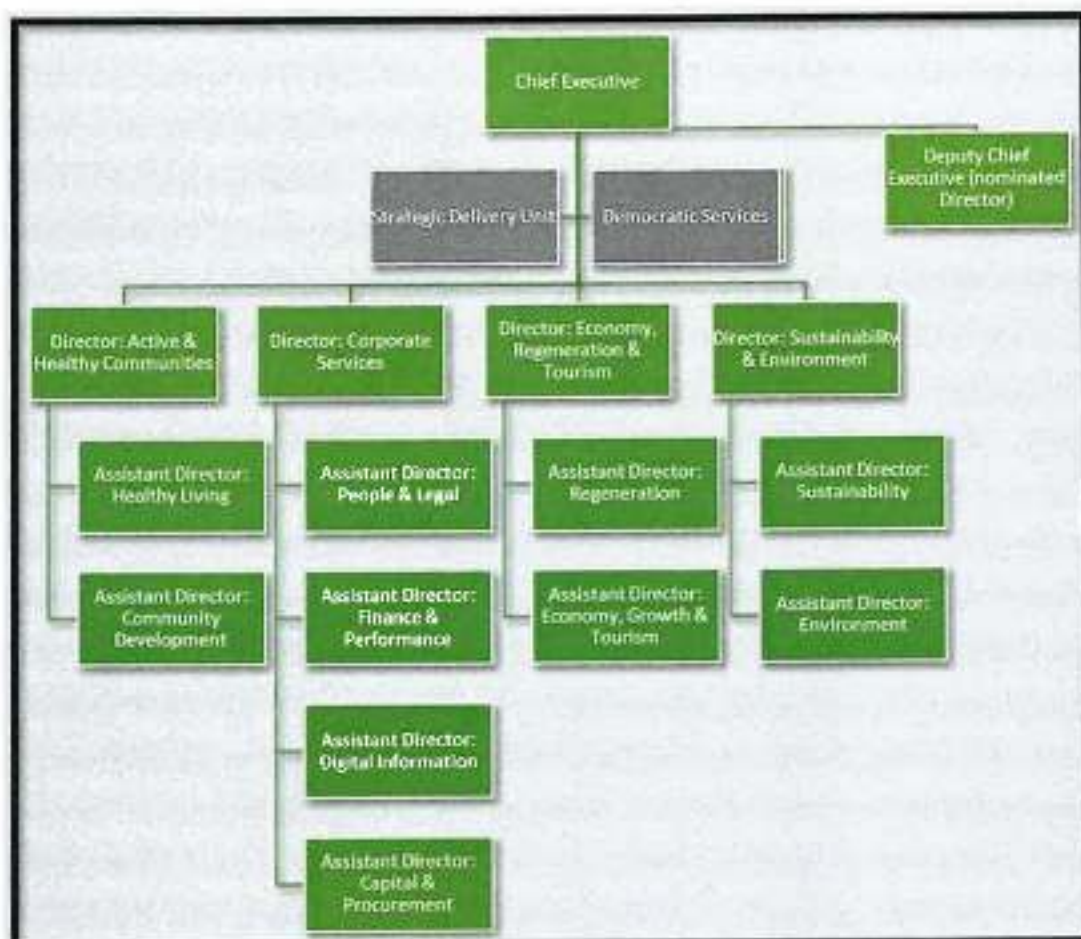 Chief Executive
Deputy Chief
Executive (nominated
Director)
Strategic Delivery Unit
Democratic Services
Director: Active &
Healthy Communities
Director: Corporate
Services
Director: Economy,
Regeneration &
Tourism
Director: Sustainability
& Environment
Assistant Director:
Healthy Living
Assistant Director:
People & Legal
Assistant Director:
Regeneration
Assistant Director:
Sustainability
Assistant Director:
Community
Development
Assistant Director:
Finance &
Performance
Assistant Director:
Economy, Growth &
Tourism
Assistant Director:
Environment
Assistant Director:
Digital Information
Assistant Director:
Capital &
Procurement